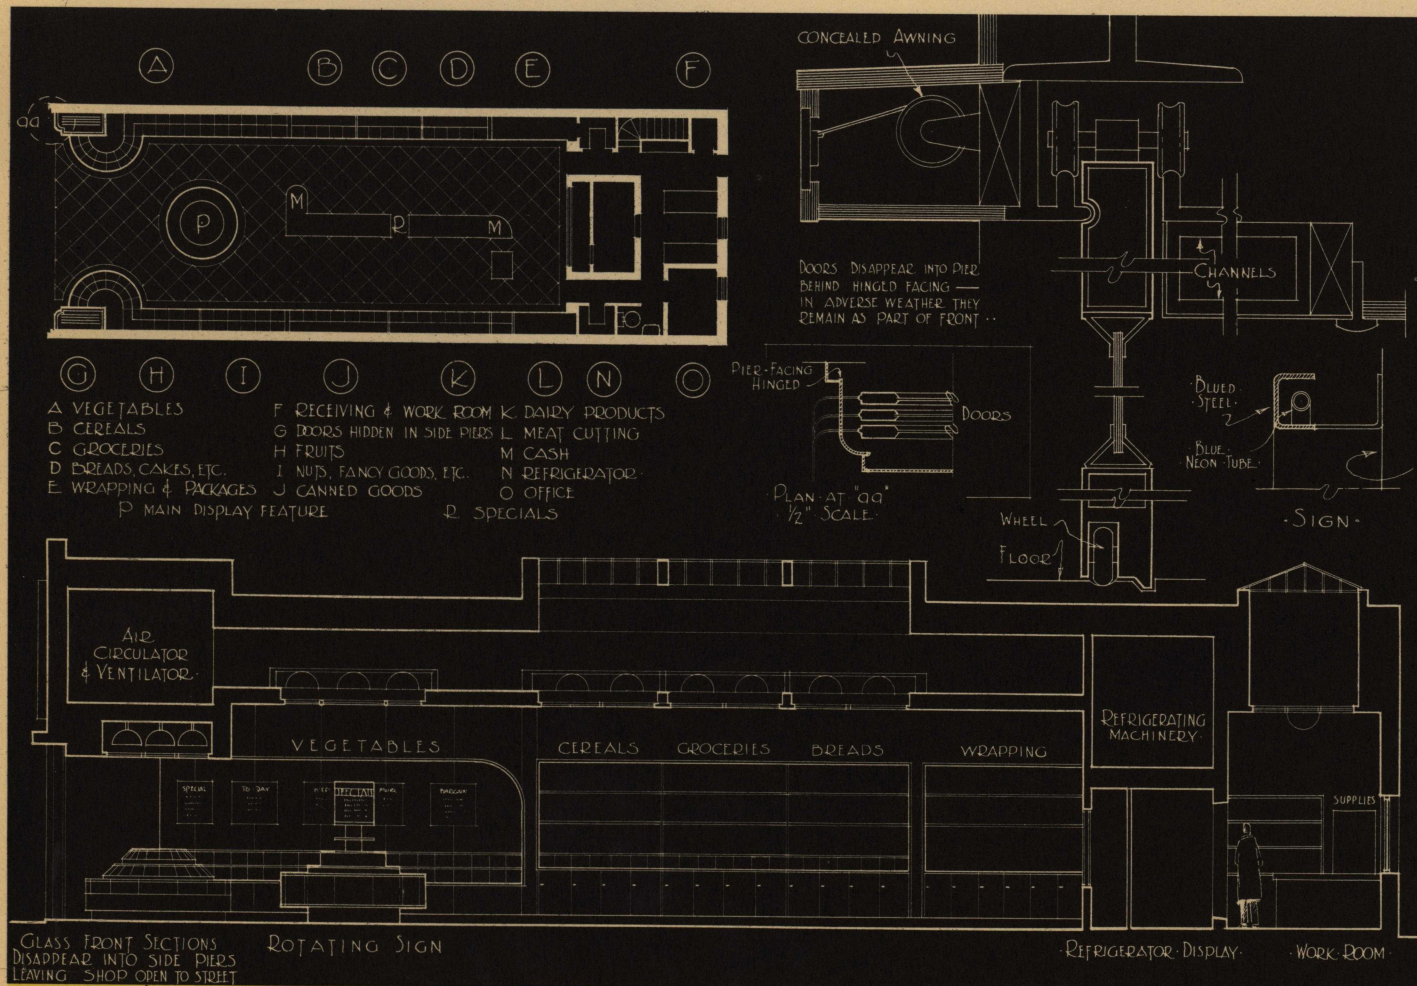 A B C D E F
aa
M
P R M
G H I J K L N O
A VEGETABLES
B CEREALS
C GROCERIES
D BREADS, CAKES, ETC.
E WRAPPING & PACKAGES
F RECEIVING & WORK ROOM
G DOORS HIDDEN IN SIDE PIERS
H FRUITS
I NUTS, FANCY GOODS, ETC.
J CANNED GOODS
K DAIRY PRODUCTS
L MEAT CUTTING
M CASH
N REFRIGERATOR·
O OFFICE
P MAIN DISPLAY FEATURE
R SPECIALS
CONCEALED AWNING
DOORS DISAPPEAR INTO PIER
BEHIND HINGED FACING —
IN ADVERSE WEATHER THEY
REMAIN AS PART OF FRONT ··
CHANNELS
PIER-FACING
HINGED
DOORS
·PLAN·AT·"aa"
·½"·SCALE·
·BLUED·
·STEEL·
BLUE·
·NEON·TUBE·
·SIGN·
WHEEL
FLOOR
AIR
CIRCULATOR
& VENTILATOR·
VEGETABLES
CEREALS GROCERIES BREADS WRAPPING
SPECIAL TO-DAY SPECIALS BARGAIN
REFRIGERATING
MACHINERY·
SUPPLIES
GLASS FRONT SECTIONS
DISAPPEAR INTO SIDE PIERS
LEAVING SHOP OPEN TO STREET
ROTATING SIGN
·REFRIGERATOR·DISPLAY·
·WORK·ROOM·